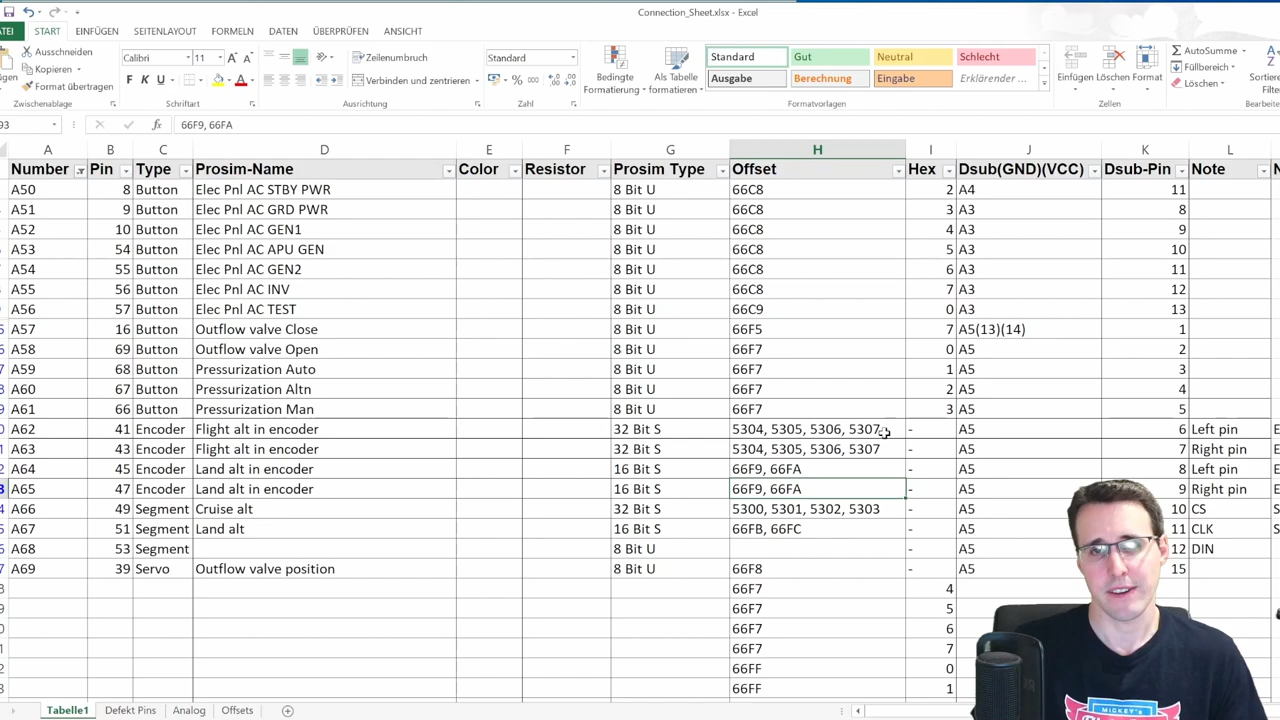 Connection_Sheet.xlsx - Excel
START EINFÜGEN SEITENLAYOUT FORMELN DATEN ÜBERPRÜFEN ANSICHT
Ausschneiden
Kopieren
Format übertragen
Zwischenablage
Calibri 11
F K U
Schriftart
Zeilenumbruch
Verbinden und zentrieren
Ausrichtung
Standard
Zahl
Bedingte Formatierung
Als Tabelle formatieren
Standard Gut Neutral Schlecht
Ausgabe Berechnung Eingabe Erklärender ...
Formatvorlagen
Einfügen Löschen Format
Zellen
AutoSumme
Füllbereich
Löschen
66F9, 66FA
A B C D E F G H I J K L
Number Pin Type Prosim-Name Color Resistor Prosim Type Offset Hex Dsub(GND)(VCC) Dsub-Pin Note
A50 8 Button Elec Pnl AC STBY PWR 8 Bit U 66C8 2 A4 11
A51 9 Button Elec Pnl AC GRD PWR 8 Bit U 66C8 3 A3 8
A52 10 Button Elec Pnl AC GEN1 8 Bit U 66C8 4 A3 9
A53 54 Button Elec Pnl AC APU GEN 8 Bit U 66C8 5 A3 10
A54 55 Button Elec Pnl AC GEN2 8 Bit U 66C8 6 A3 11
A55 56 Button Elec Pnl AC INV 8 Bit U 66C8 7 A3 12
A56 57 Button Elec Pnl AC TEST 8 Bit U 66C9 0 A3 13
A57 16 Button Outflow valve Close 8 Bit U 66F5 7 A5(13)(14) 1
A58 69 Button Outflow valve Open 8 Bit U 66F7 0 A5 2
A59 68 Button Pressurization Auto 8 Bit U 66F7 1 A5 3
A60 67 Button Pressurization Altn 8 Bit U 66F7 2 A5 4
A61 66 Button Pressurization Man 8 Bit U 66F7 3 A5 5
A62 41 Encoder Flight alt in encoder 32 Bit S 5304, 5305, 5306, 5307 - A5 6 Left pin
A63 43 Encoder Flight alt in encoder 32 Bit S 5304, 5305, 5306, 5307 - A5 7 Right pin
A64 45 Encoder Land alt in encoder 16 Bit S 66F9, 66FA - A5 8 Left pin
A65 47 Encoder Land alt in encoder 16 Bit S 66F9, 66FA - A5 9 Right pin
A66 49 Segment Cruise alt 32 Bit S 5300, 5301, 5302, 5303 - A5 10 CS
A67 51 Segment Land alt 16 Bit S 66FB, 66FC - A5 11 CLK
A68 53 Segment 8 Bit U - A5 12 DIN
A69 39 Servo Outflow valve position 8 Bit U 66F8 - A5 15
66F7 4
66F7 5
66F7 6
66F7 7
66FF 0
66FF 1
MICKEY's
Tabelle1 Defekt Pins Analog Offsets